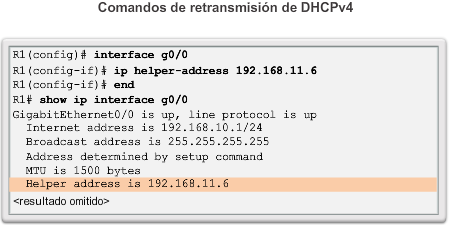 Comandos de retransmisión de DHCPv4
R1(config)# interface g0/0
R1(config-if)# ip helper-address 192.168.11.6
R1(config-if)# end
R1# show ip interface g0/0
GigabitEthernet0/0 is up, line protocol is up
Internet address is 192.168.10.1/24
Broadcast address is 255.255.255.255
Address determined by setup command
MTU is 1500 bytes
Helper address is 192.168.11.6
<resultado omitido>